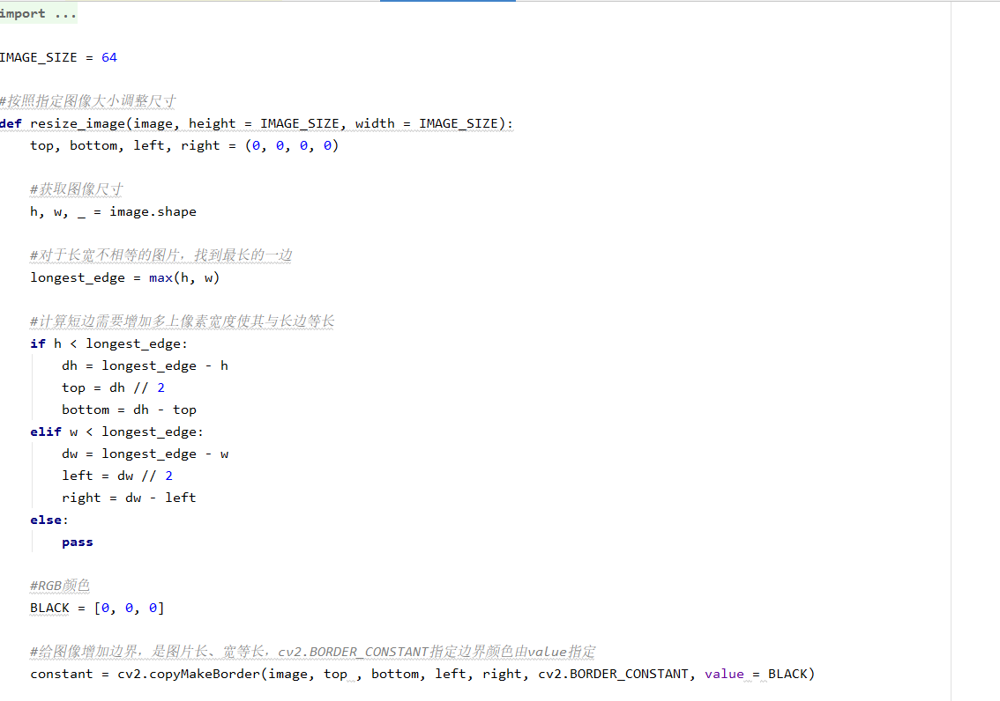 import ...
IMAGE_SIZE = 64
#按照指定图像大小调整尺寸
def resize_image(image, height = IMAGE_SIZE, width = IMAGE_SIZE):
    top, bottom, left, right = (0, 0, 0, 0)
    #获取图像尺寸
    h, w, _ = image.shape
    #对于长宽不相等的图片，找到最长的一边
    longest_edge = max(h, w)
    #计算短边需要增加多上像素宽度使其与长边等长
    if h < longest_edge:
        dh = longest_edge - h
        top = dh // 2
        bottom = dh - top
    elif w < longest_edge:
        dw = longest_edge - w
        left = dw // 2
        right = dw - left
    else:
        pass
    #RGB颜色
    BLACK = [0, 0, 0]
    #给图像增加边界，是图片长、宽等长，cv2.BORDER_CONSTANT指定边界颜色由value指定
    constant = cv2.copyMakeBorder(image, top , bottom, left, right, cv2.BORDER_CONSTANT, value = BLACK)